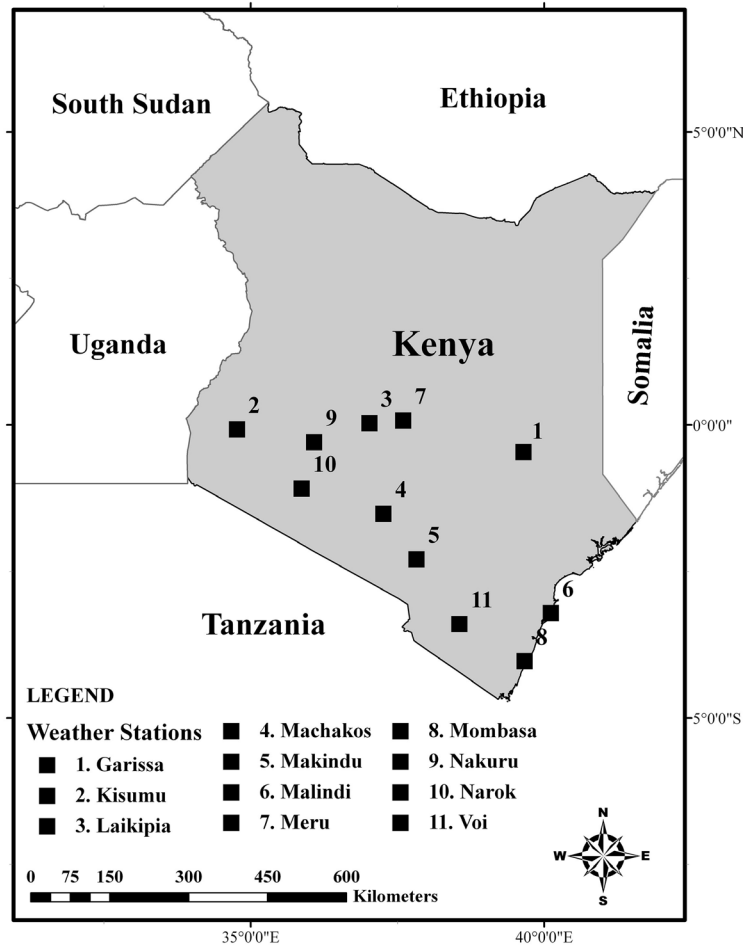 South Sudan
Ethiopia
5°0'0"N
Uganda
Kenya
Somalia
2
9
3
7
1
0°0'0"
10
4
5
11
6
8
Tanzania
5°0'0"S
LEGEND
Weather Stations
1. Garissa
2. Kisumu
3. Laikipia
4. Machakos
5. Makindu
6. Malindi
7. Meru
8. Mombasa
9. Nakuru
10. Narok
11. Voi
N
W
E
S
0 75 150 300 450 600
Kilometers
35°0'0"E
40°0'0"E